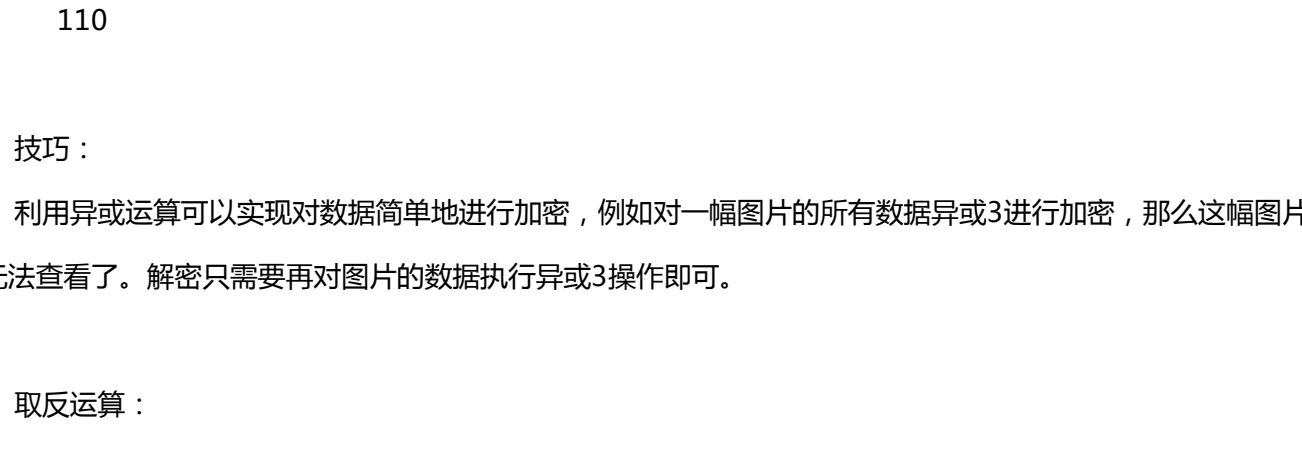 110
技巧：
利用异或运算可以实现对数据简单地进行加密，例如对一幅图片的所有数据异或3进行加密，那么这幅图片
法查看了。解密只需要再对图片的数据执行异或3操作即可。
取反运算：